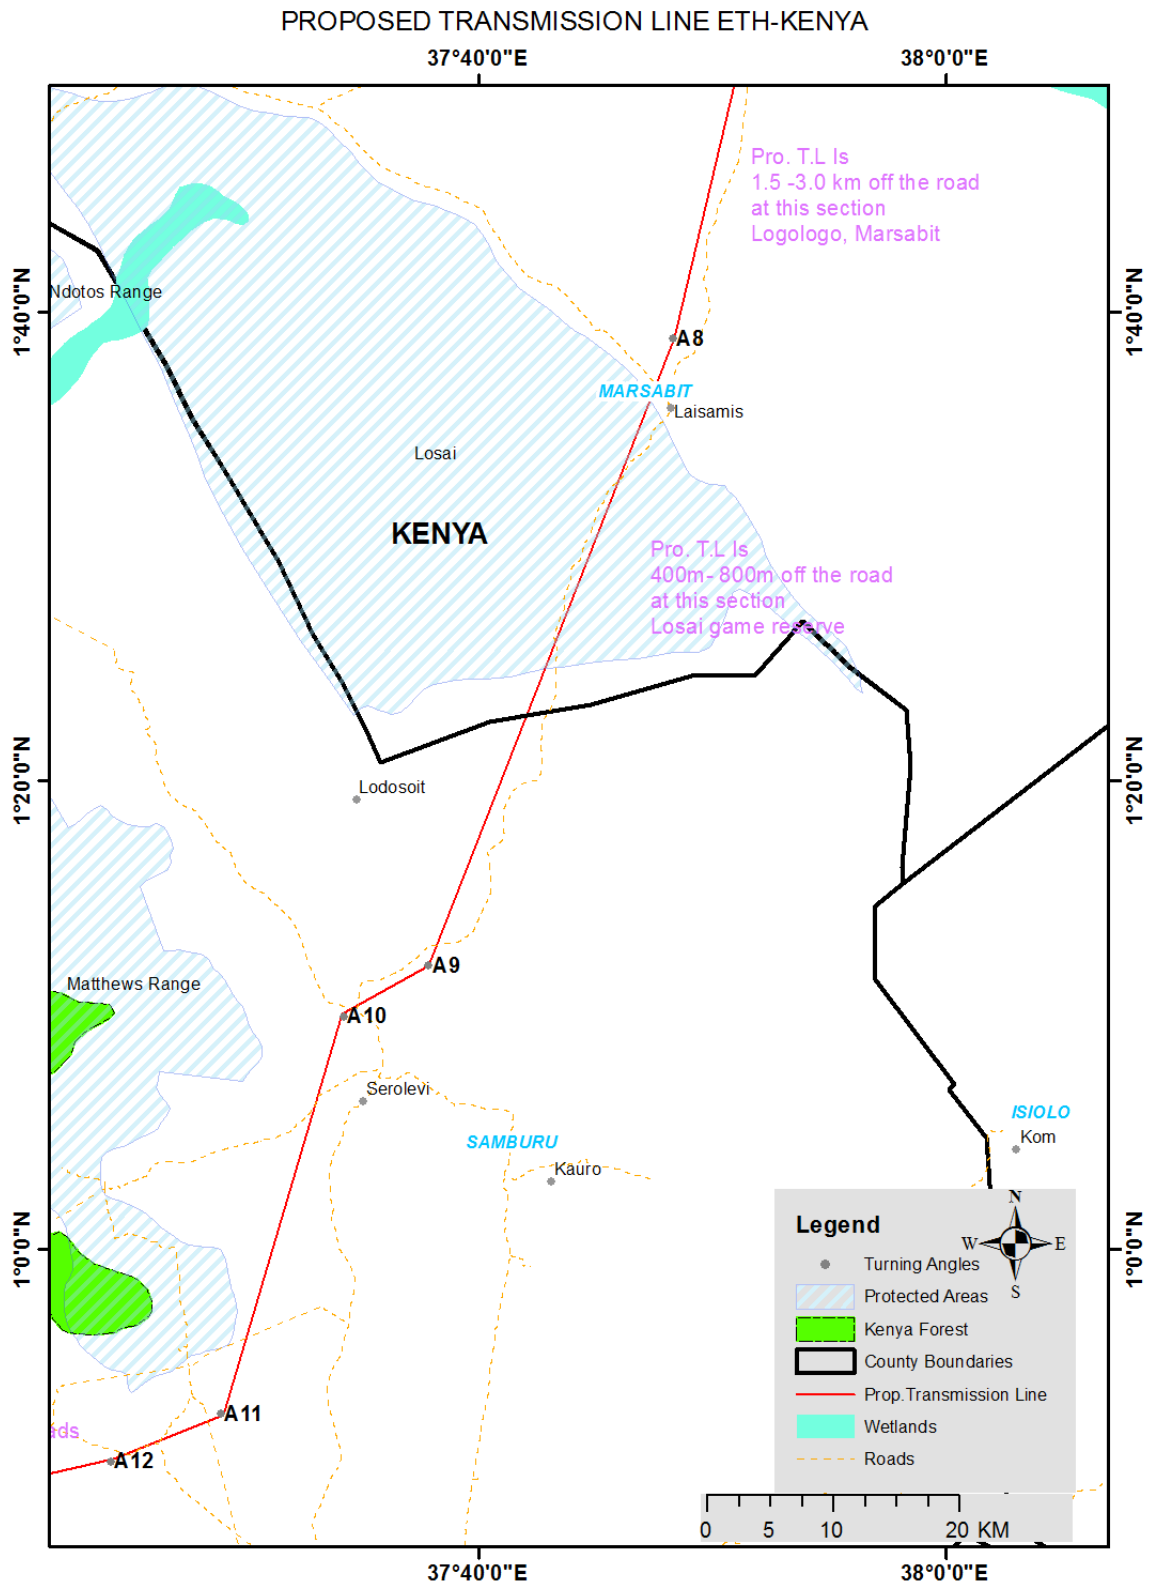 PROPOSED TRANSMISSION LINE ETH-KENYA
37°40'0"E
38°0'0"E
Pro. T.L Is
1.5 -3.0 km off the road
at this section
Logologo, Marsabit
Ndotos Range
1°40'0"N
1°40'0"N
A8
MARSABIT
Laisamis
Losai
KENYA
Pro. T.L Is
400m- 800m off the road
at this section
Losai game reserve
1°20'0"N
1°20'0"N
Lodosoit
A9
Matthews Range
A10
Serolevi
ISIOLO
SAMBURU
Kom
Kauro
1°0'0"N
1°0'0"N
Legend
N
W
E
S
Turning Angles
Protected Areas
Kenya Forest
County Boundaries
Prop.Transmission Line
Wetlands
Roads
A11
ads
A12
0 5 10 20 KM
37°40'0"E
38°0'0"E